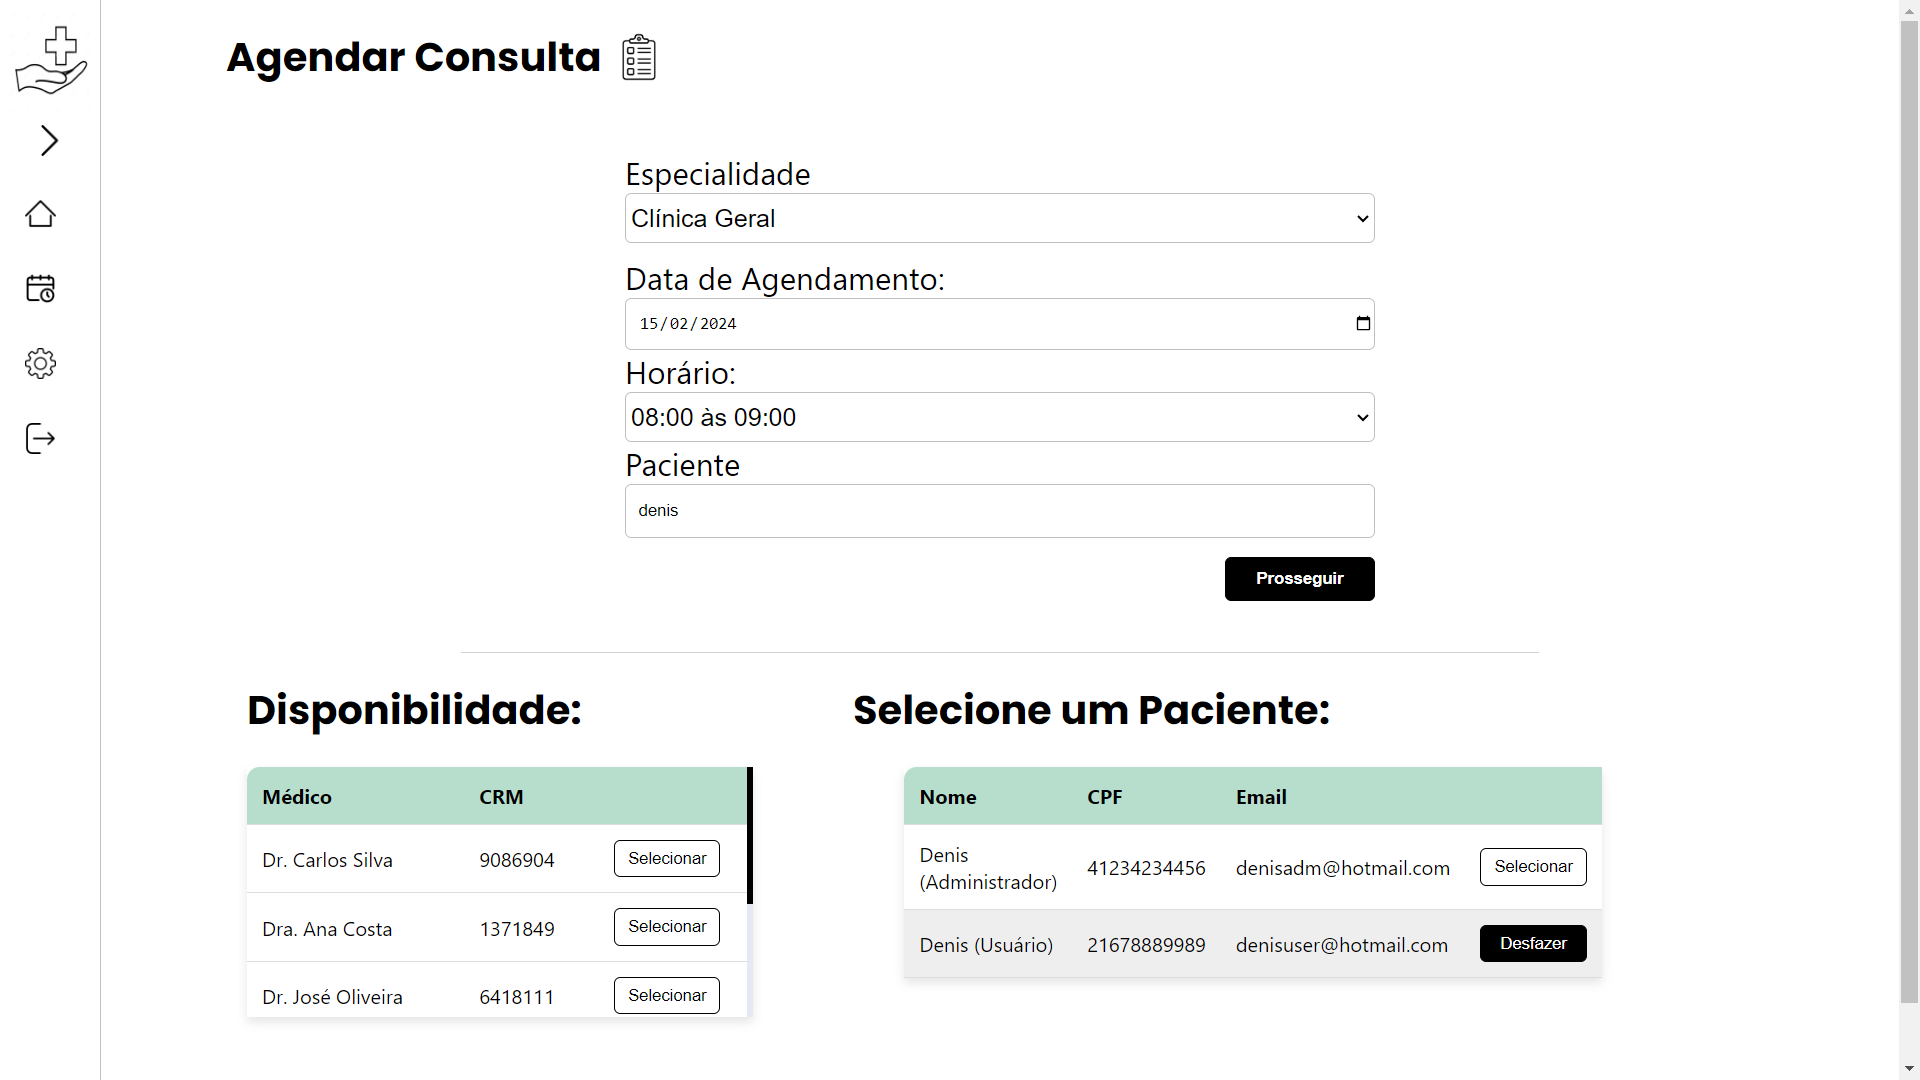 Agendar Consulta
Especialidade
Clínica Geral
Data de Agendamento:
15/02/2024
Horário:
08:00 às 09:00
Paciente
denis
Prosseguir
Disponibilidade:
Médico CRM
Dr. Carlos Silva 9086904 Selecionar
Dra. Ana Costa 1371849 Selecionar
Dr. José Oliveira 6418111 Selecionar
Selecione um Paciente:
Nome CPF Email
Denis
(Administrador) 41234234456 denisadm@hotmail.com Selecionar
Denis (Usuário) 21678889989 denisuser@hotmail.com Desfazer